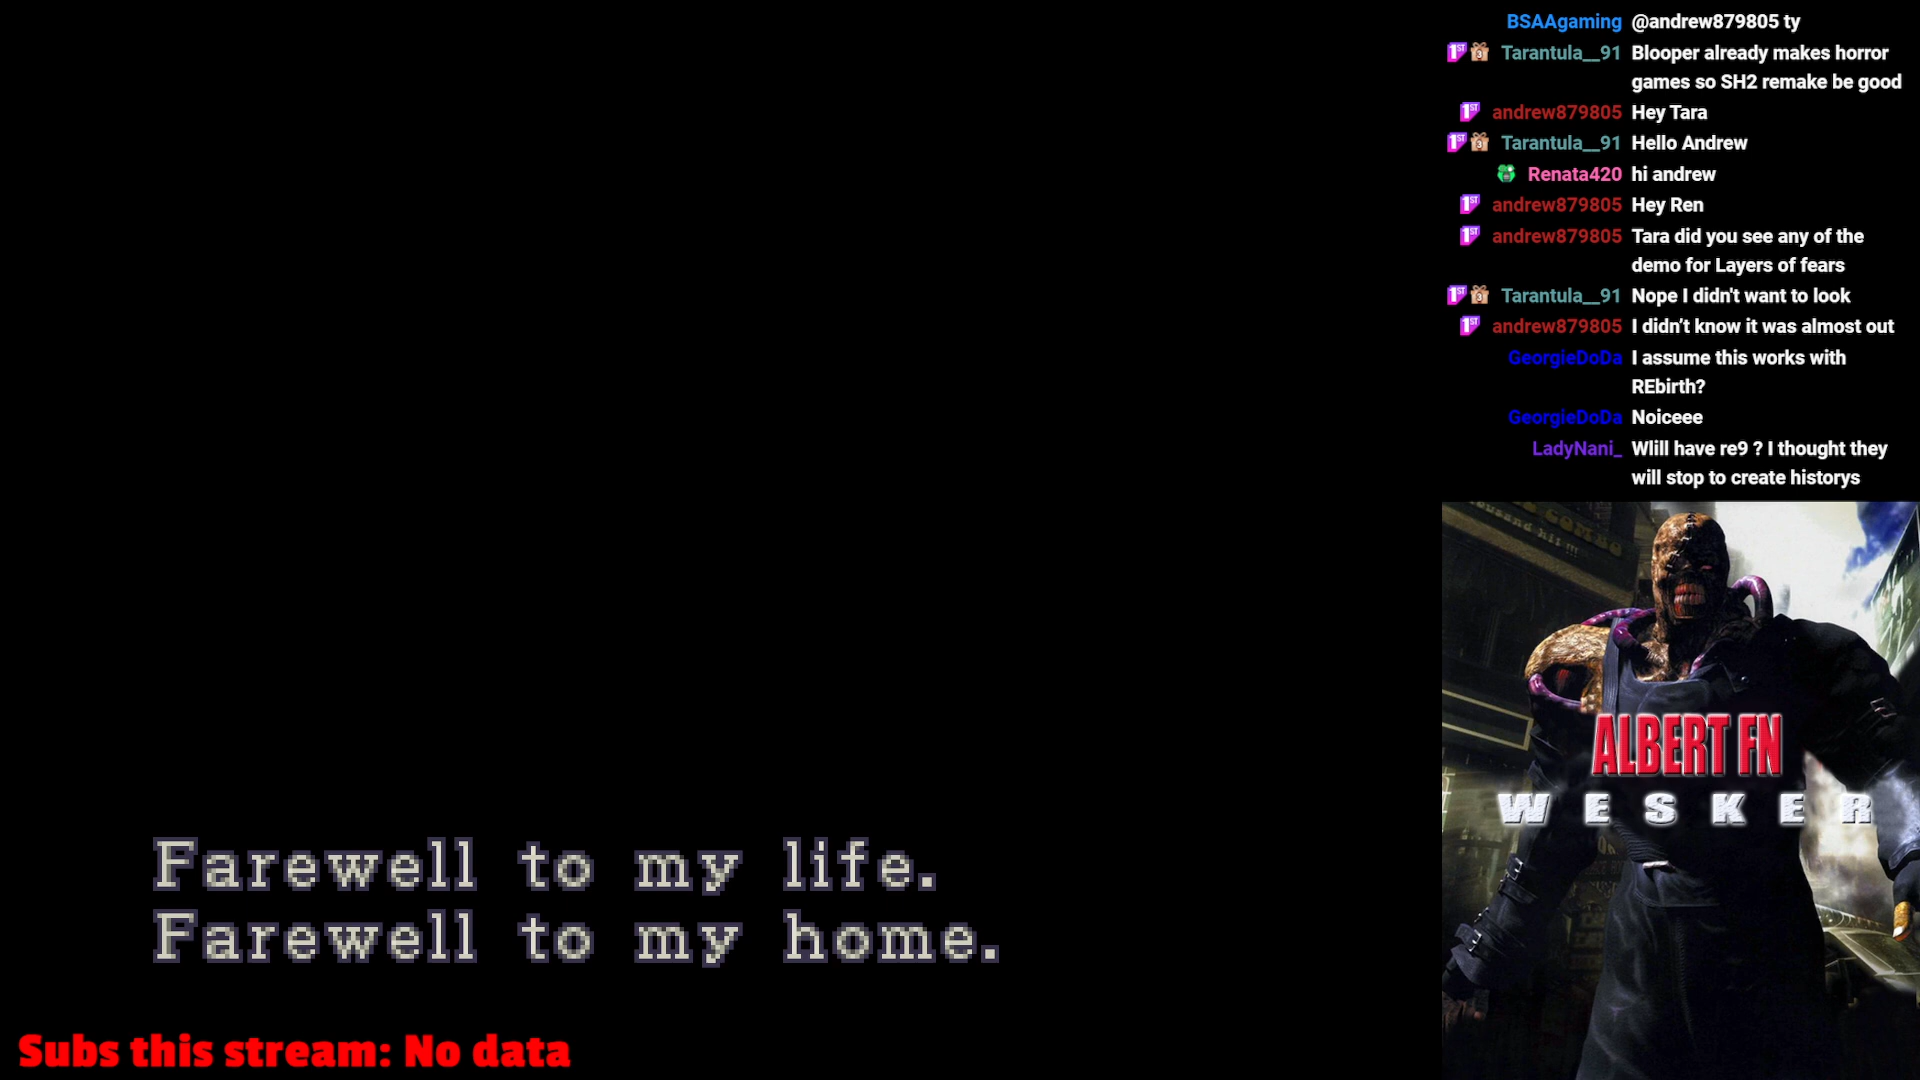 BSAAgaming @andrew879805 ty
Tarantula__91 Blooper already makes horror
games so SH2 remake be good
andrew879805 Hey Tara
Tarantula__91 Hello Andrew
Renata420 hi andrew
andrew879805 Hey Ren
andrew879805 Tara did you see any of the
demo for Layers of fears
Tarantula__91 Nope I didn't want to look
andrew879805 I didn't know it was almost out
GeorgieDoDa I assume this works with
REbirth?
GeorgieDoDa Noiceee
LadyNani_ Wlill have re9 ? I thought they
will stop to create historys
ALBERT FN
WESKER
Farewell to my life.
Farewell to my home.
Subs this stream: No data